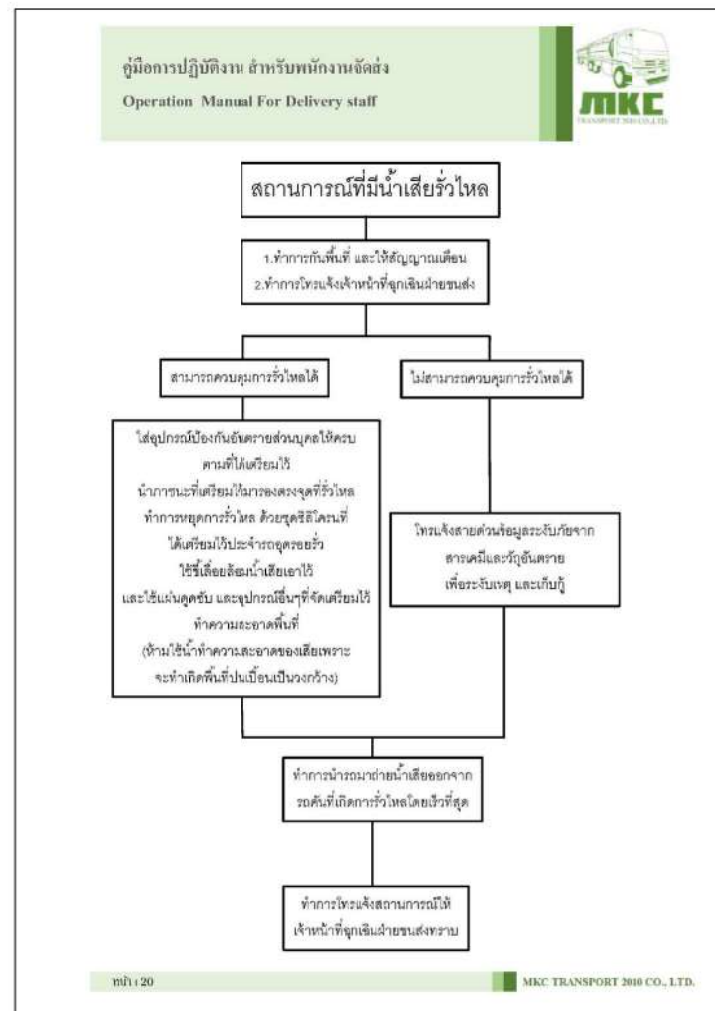 คู่มือการปฏิบัติงาน สำหรับพนักงานจัดส่ง
Operation Manual For Delivery staff
MKC
TRANSPORT 2010 CO.,LTD.
สถานการณ์ที่มีน้ำเสียรั่วไหล
1.ทำการกันพื้นที่ และให้สัญญาณเตือน
2.ทำการโทรแจ้งเจ้าหน้าที่ฉุกเฉินฝ่ายขนส่ง
สามารถควบคุมการรั่วไหลได้
ไม่สามารถควบคุมการรั่วไหลได้
ใส่อุปกรณ์ป้องกันอันตรายส่วนบุคลให้ครบ
ตามที่ได้เตรียมไว้
นำภาชนะที่เตรียมไว้มารองตรงจุดที่รั่วไหล
ทำการหยุดการรั่วไหล ด้วยชุดซิลิโครนที่
ได้เตรียมไว้ประจำรถอุดรอยรั่ว
ใช้ขี้เลื่อยล้อมน้ำเสียเอาไว้
และใช้แผ่นดูดซับ และอุปกรณ์อื่นๆที่จัดเตรียมไว้
ทำความสะอาดพื้นที่
(ห้ามใช้น้ำทำความสะอาดของเสียเพราะ
จะทำเกิดพื้นที่ปนเปื้อนเป็นวงกว้าง)
โทรแจ้งสายด่วนข้อมูลระงับภัยจาก
สารเคมีและวัถุอันตราย
เพื่อระงับเหตุ และเก็บกู้
ทำการนำรถมาถ่ายน้ำเสียออกจาก
รถคันที่เกิดการรั่วไหลโดยเร็วที่สุด
ทำการโทรแจ้งสถานการณ์ให้
เจ้าหน้าที่ฉุกเฉินฝ่ายขนส่งทราบ
หน้า : 20
MKC TRANSPORT 2010 CO., LTD.